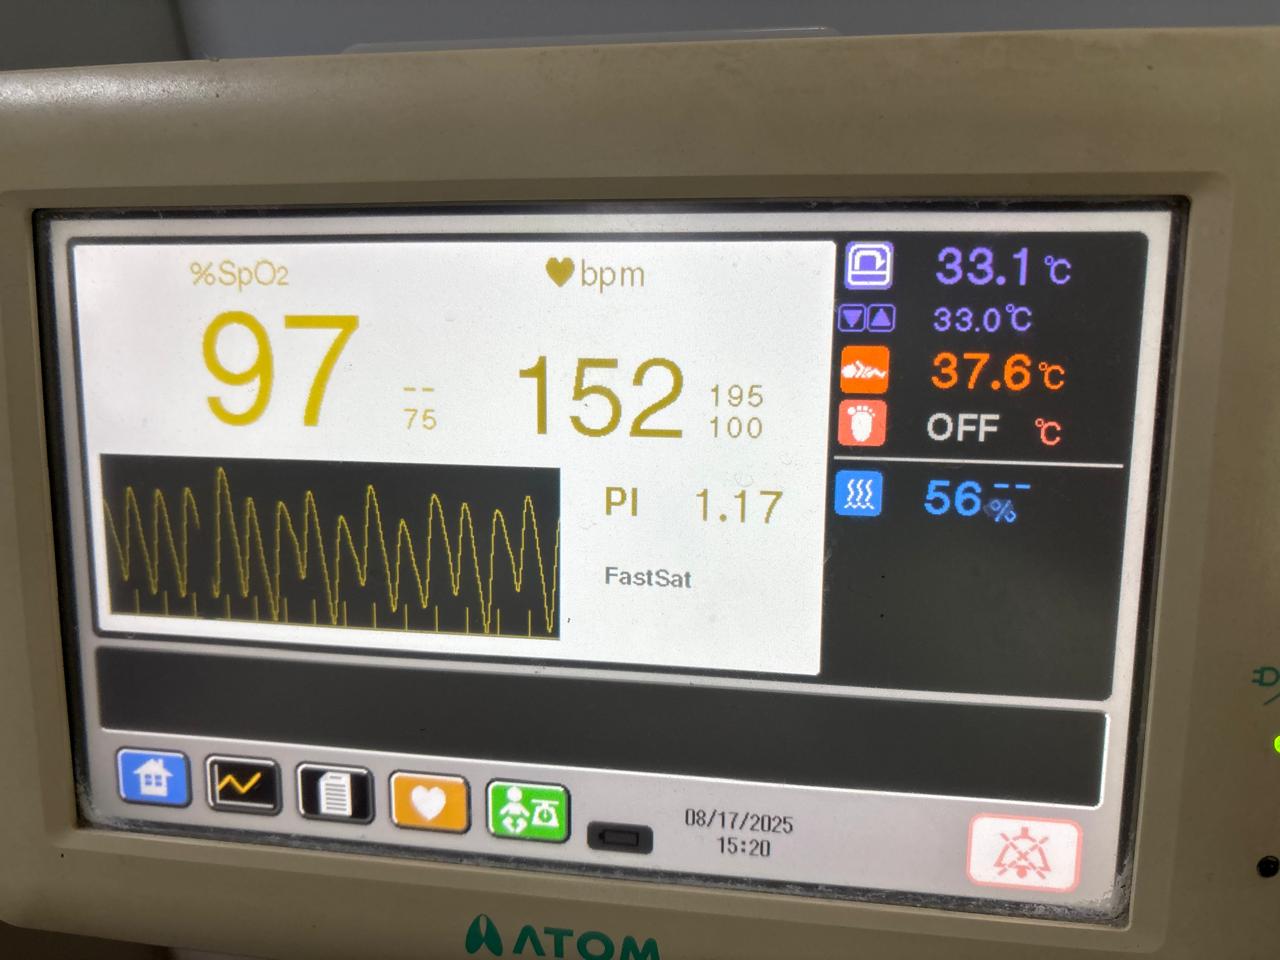 %SpO2
97
--
75
♥bpm
152
195
100
PI 1.17
FastSat
33.1℃
33.0℃
37.6℃
OFF ℃
56 -- %
08/17/2025
15:20
ATOM